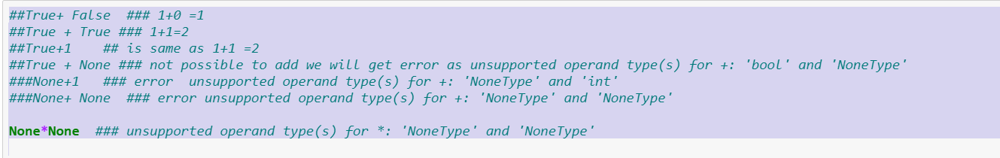 ##True+ False  ### 1+0 =1
##True + True ### 1+1=2
##True+1    ## is same as 1+1 =2
##True + None ### not possible to add we will get error as unsupported operand type(s) for +: 'bool' and 'NoneType'
###None+1   ### error  unsupported operand type(s) for +: 'NoneType' and 'int'
###None+ None  ### error unsupported operand type(s) for +: 'NoneType' and 'NoneType'
None*None  ### unsupported operand type(s) for *: 'NoneType' and 'NoneType'